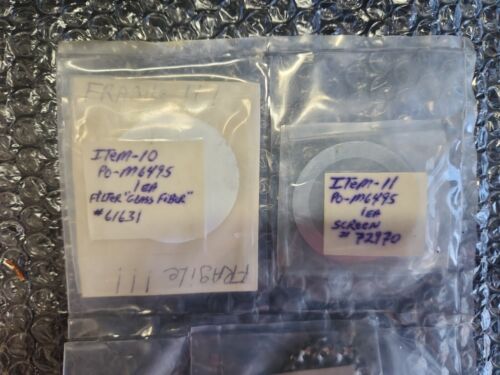 FRAGILE!!!
ITEM-10
PO-M6495
1 EA
FILTER "GLASS FIBER"
#61631
FRAGILE !!!
ITEM-11
PO-M6495
1 EA
SCREEN
# 72970